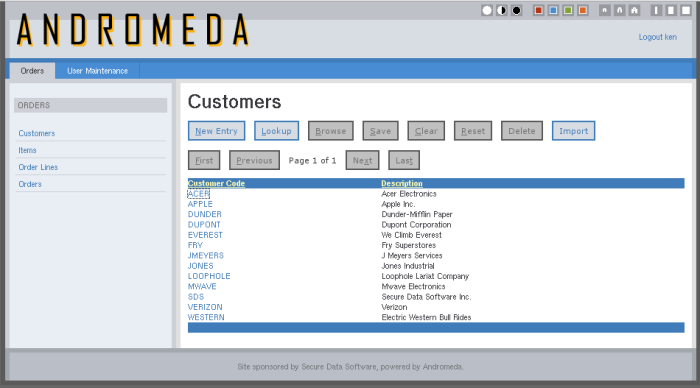 ANDROMEDA
Logout ken
Orders User Maintenance
ORDERS
Customers
Items
Order Lines
Orders
Customers
New Entry Lookup Browse Save Clear Reset Delete Import
First Previous Page 1 of 1 Next Last
Customer Code Description
ACER Acer Electronics
APPLE Apple Inc.
DUNDER Dunder-Mifflin Paper
DUPONT Dupont Corporation
EVEREST We Climb Everest
FRY Fry Superstores
JMEYERS J Meyers Services
JONES Jones Industrial
LOOPHOLE Loophole Lariat Company
MWAVE Mwave Electronics
SDS Secure Data Software Inc.
VERIZON Verizon
WESTERN Electric Western Bull Rides
Site sponsored by Secure Data Software, powered by Andromeda.